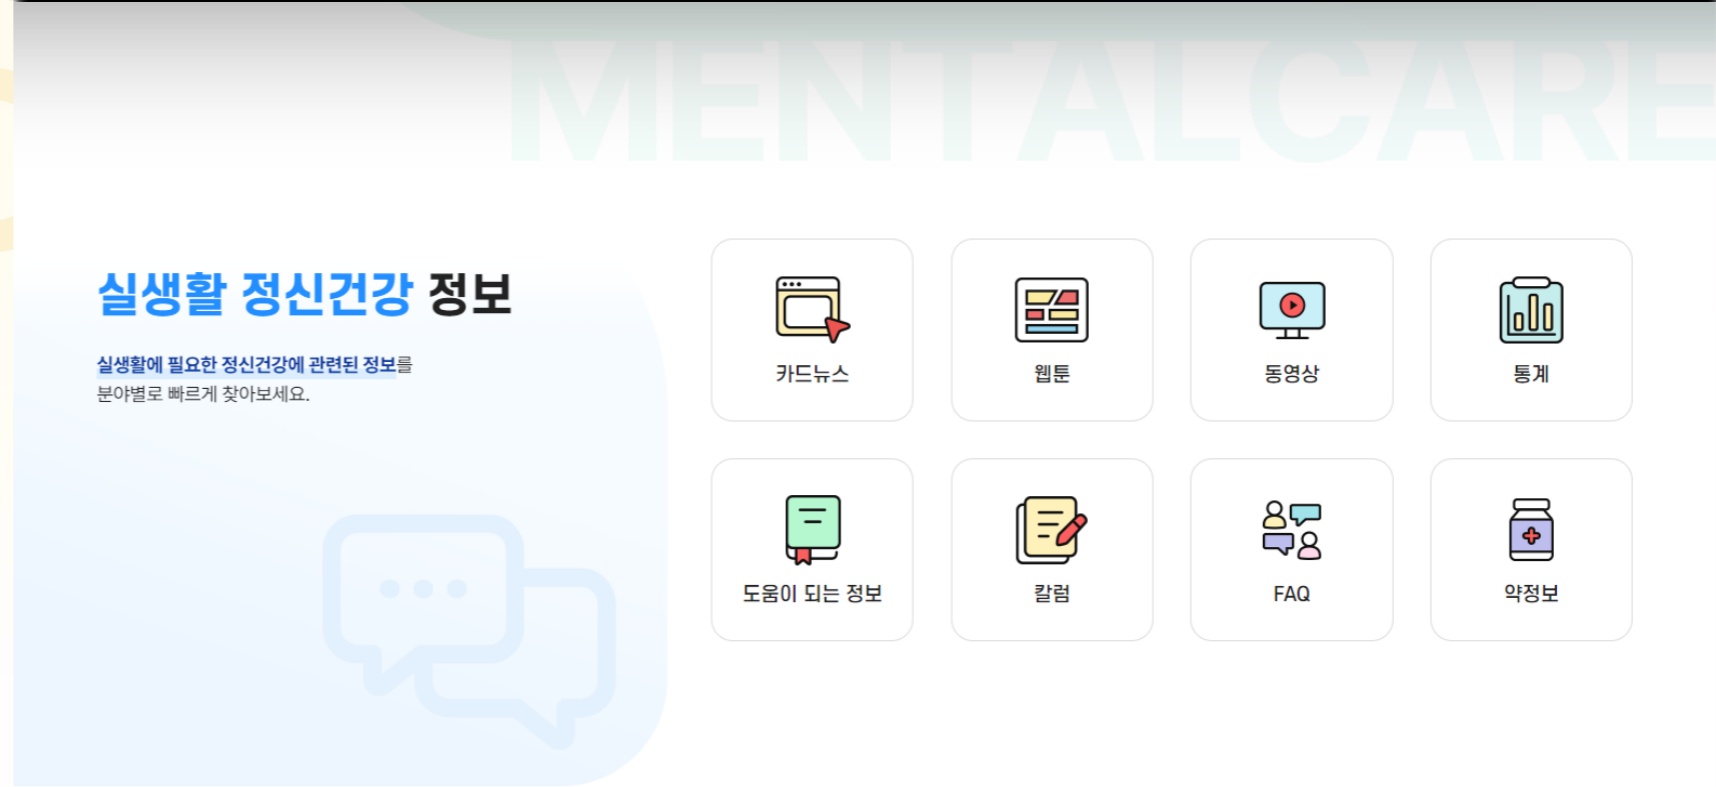 MENTALCARE
실생활 정신건강 정보
실생활에 필요한 정신건강에 관련된 정보를
분야별로 빠르게 찾아보세요.
카드뉴스
웹툰
동영상
통계
도움이 되는 정보
칼럼
FAQ
약정보